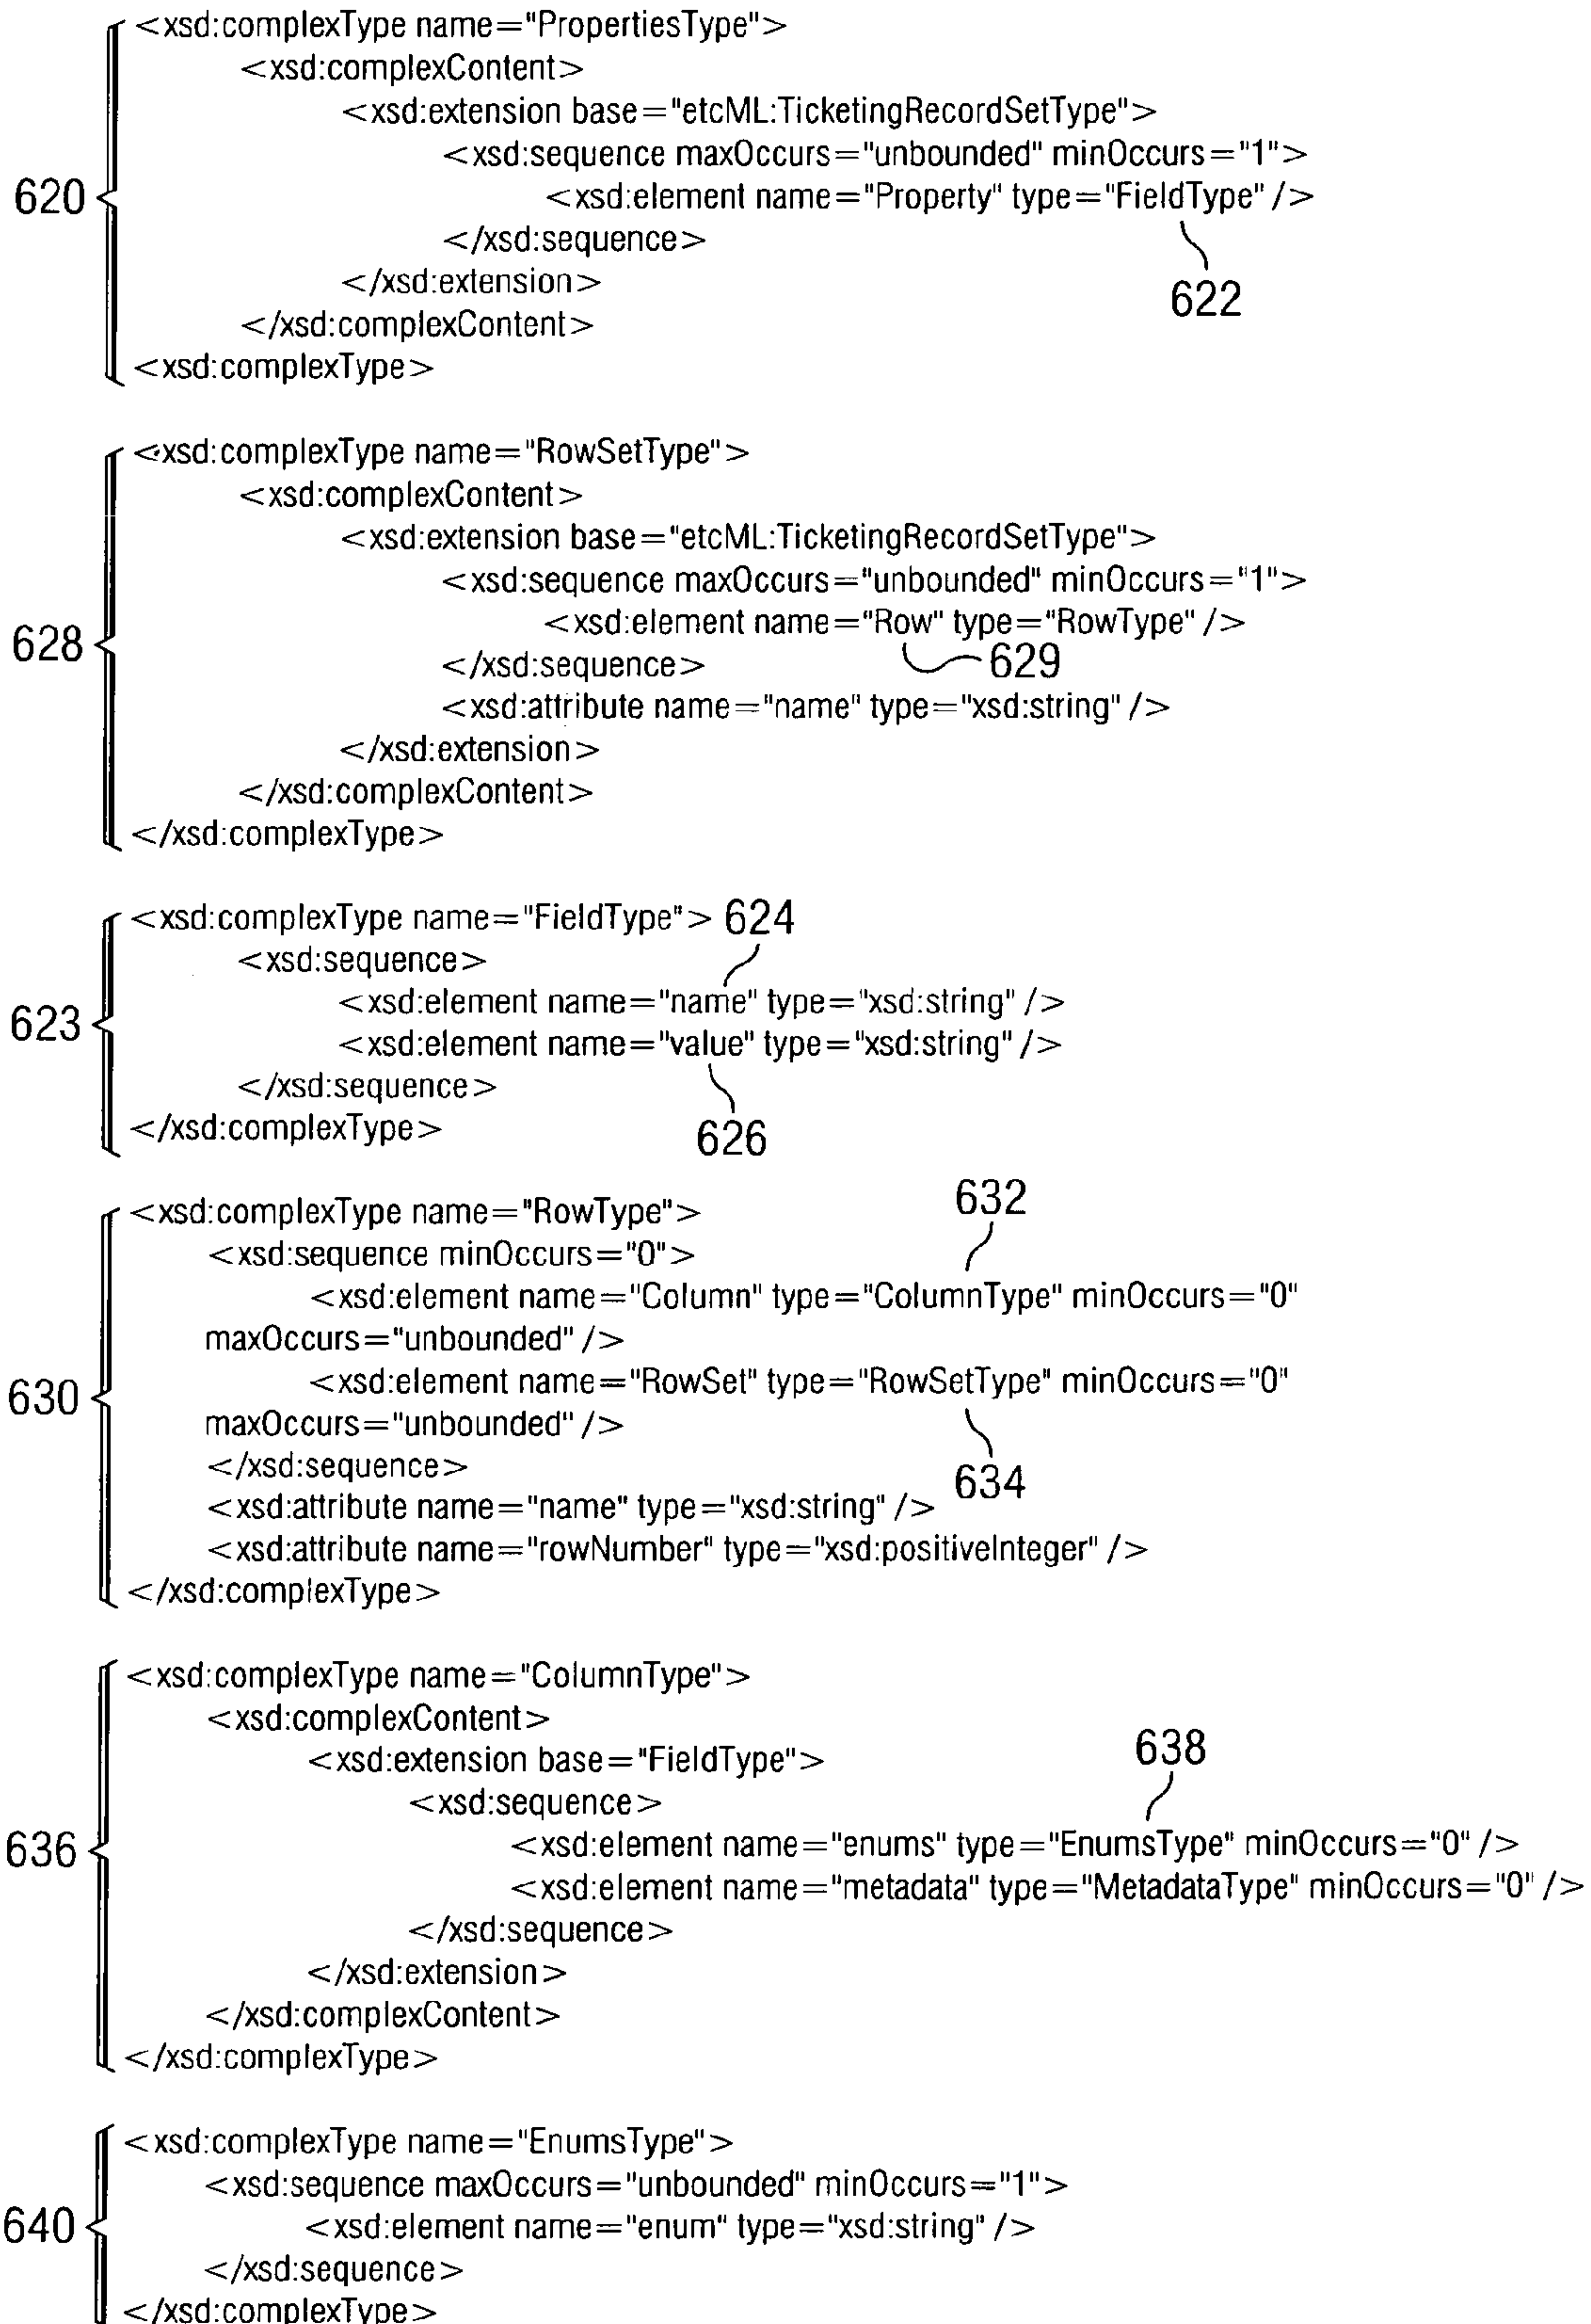 <xsd:complexType name="PropertiesType">
<xsd:complexContent>
<xsd:extension base="etcML:TicketingRecordSetType">
<xsd:sequence maxOccurs="unbounded" minOccurs="1">
620
<xsd:element name="Property" type="FieldType" />
</xsd:sequence>
</xsd:extension>
622
</xsd:complexContent>
<xsd:complexType>
<xsd:complexType name="RowSetType">
<xsd:complexContent>
<xsd:extension base="etcML:TicketingRecordSetType">
<xsd:sequence maxOccurs="unbounded" minOccurs="1">
<xsd:element name="Row" type="RowType" />
628
</xsd:sequence>
629
<xsd:attribute name="name" type="xsd:string" />
</xsd:extension>
</xsd:complexContent>
</xsd:complexType>
<xsd:complexType name="FieldType"> 624
<xsd:sequence>
<xsd:element name="name" type="xsd:string" />
623
<xsd:element name="value" type="xsd:string" />
</xsd:sequence>
</xsd:complexType>
626
632
<xsd:complexType name="RowType">
<xsd:sequence minOccurs="0">
<xsd:element name="Column" type="ColumnType" minOccurs="0"
maxOccurs="unbounded" />
<xsd:element name="RowSet" type="RowSetType" minOccurs="0"
630
maxOccurs="unbounded" />
</xsd:sequence>
634
<xsd:attribute name="name" type="xsd:string" />
<xsd:attribute name="rowNumber" type="xsd:positiveInteger" />
</xsd:complexType>
<xsd:complexType name="ColumnType">
<xsd:complexContent>
638
<xsd:extension base="FieldType">
<xsd:sequence>
636
<xsd:element name="enums" type="EnumsType" minOccurs="0" />
<xsd:element name="metadata" type="MetadataType" minOccurs="0" />
</xsd:sequence>
</xsd:extension>
</xsd:complexContent>
</xsd:complexType>
<xsd:complexType name="EnumsType">
<xsd:sequence maxOccurs="unbounded" minOccurs="1">
640
<xsd:element name="enum" type="xsd:string" />
</xsd:sequence>
</xsd:complexType>